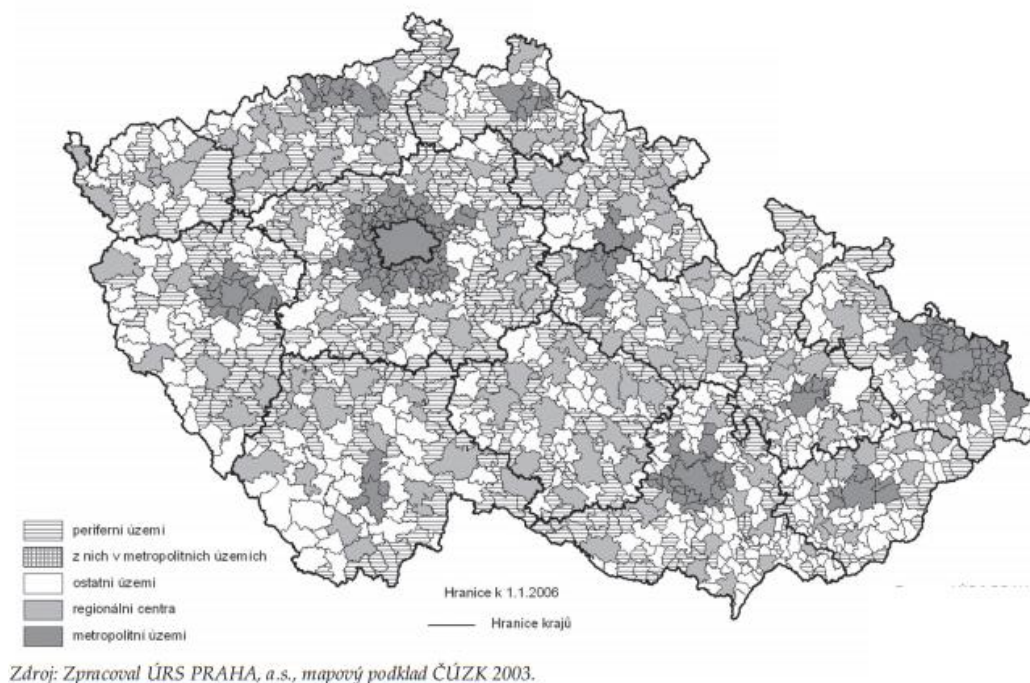 periferní území
z nich v metropolitních územích
ostatní území
regionální centra
metropolitní území
Hranice k 1.1.2006
Hranice krajů
Zdroj: Zpracoval ÚRS PRAHA, a.s., mapový podklad ČÚZK 2003.